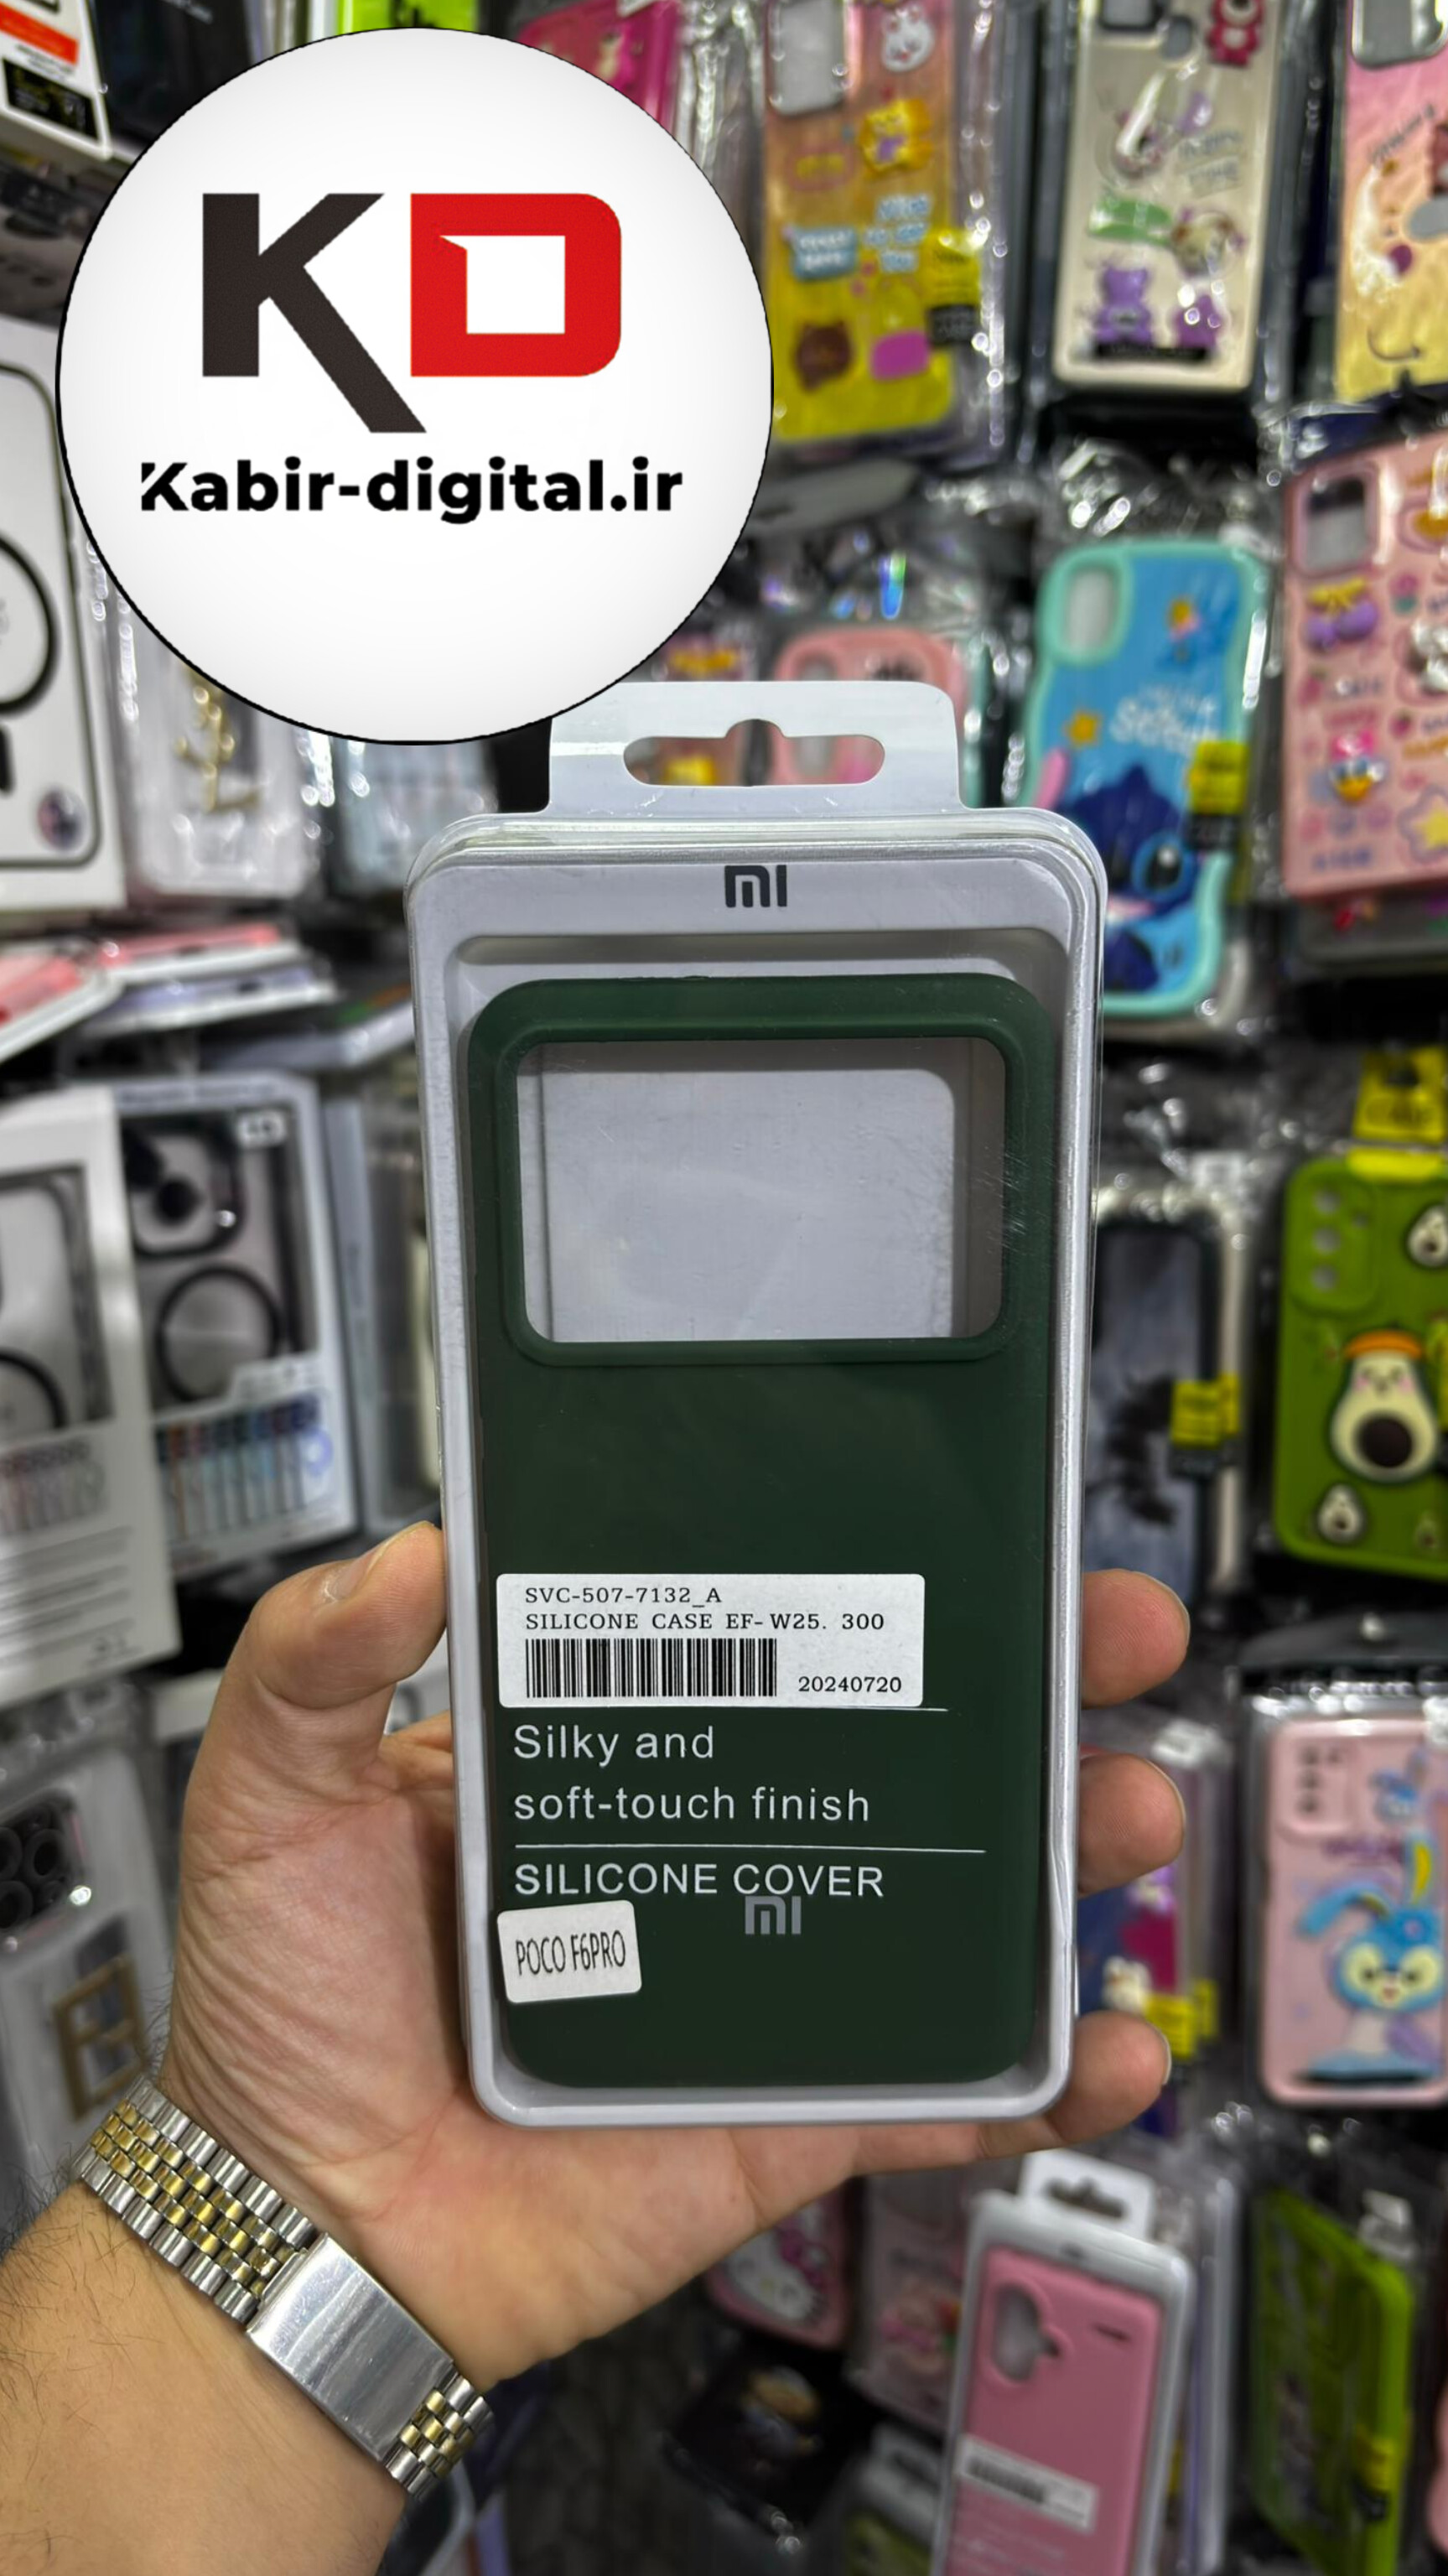 KD
Kabir-digital.ir
mi
SVC-507-7132_A
SILICONE CASE EF-W25. 300
20240720
Silky and
soft-touch finish
SILICONE COVER
mi
POCO F6PRO